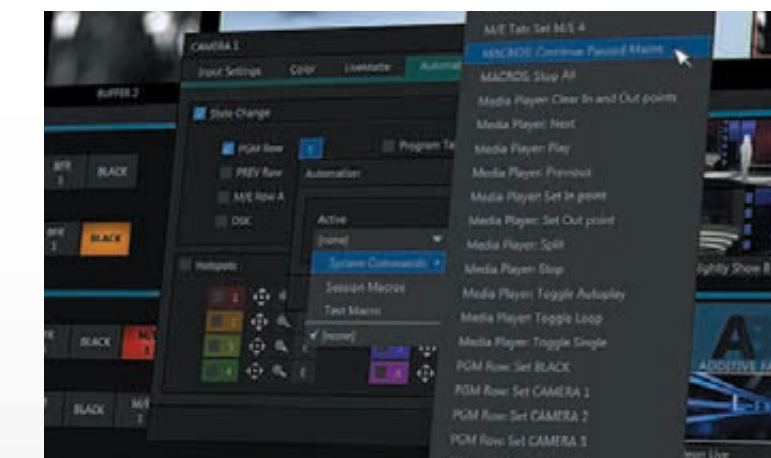 M/E Tab: Set M/E 4
CAMERA 1
MACROS: Continue Paused Macros
Input Settings Color LiveMatte
MACROS: Stop All
BUFFER 2
Media Player: Clear In and Out points
State Change
Media Player: Next
PGM Row
Media Player: Play
BLACK
PREV Row Automation
Media Player: Previous
M/E Row A
Media Player: Set In point
DSK
Active
Media Player: Set Out point
BLACK
[none]
Media Player: Split
Hotspots
System Commands
Media Player: Stop
Session Macros
Media Player: Toggle Autoplay
Test Macro
Media Player: Toggle Loop
BLACK
[none]
Media Player: Toggle Single
ADDITIVE
PGM Row: Set BLACK
PGM Row: Set CAMERA 1
BLACK
PGM Row: Set CAMERA 2
PGM Row: Set CAMERA 3